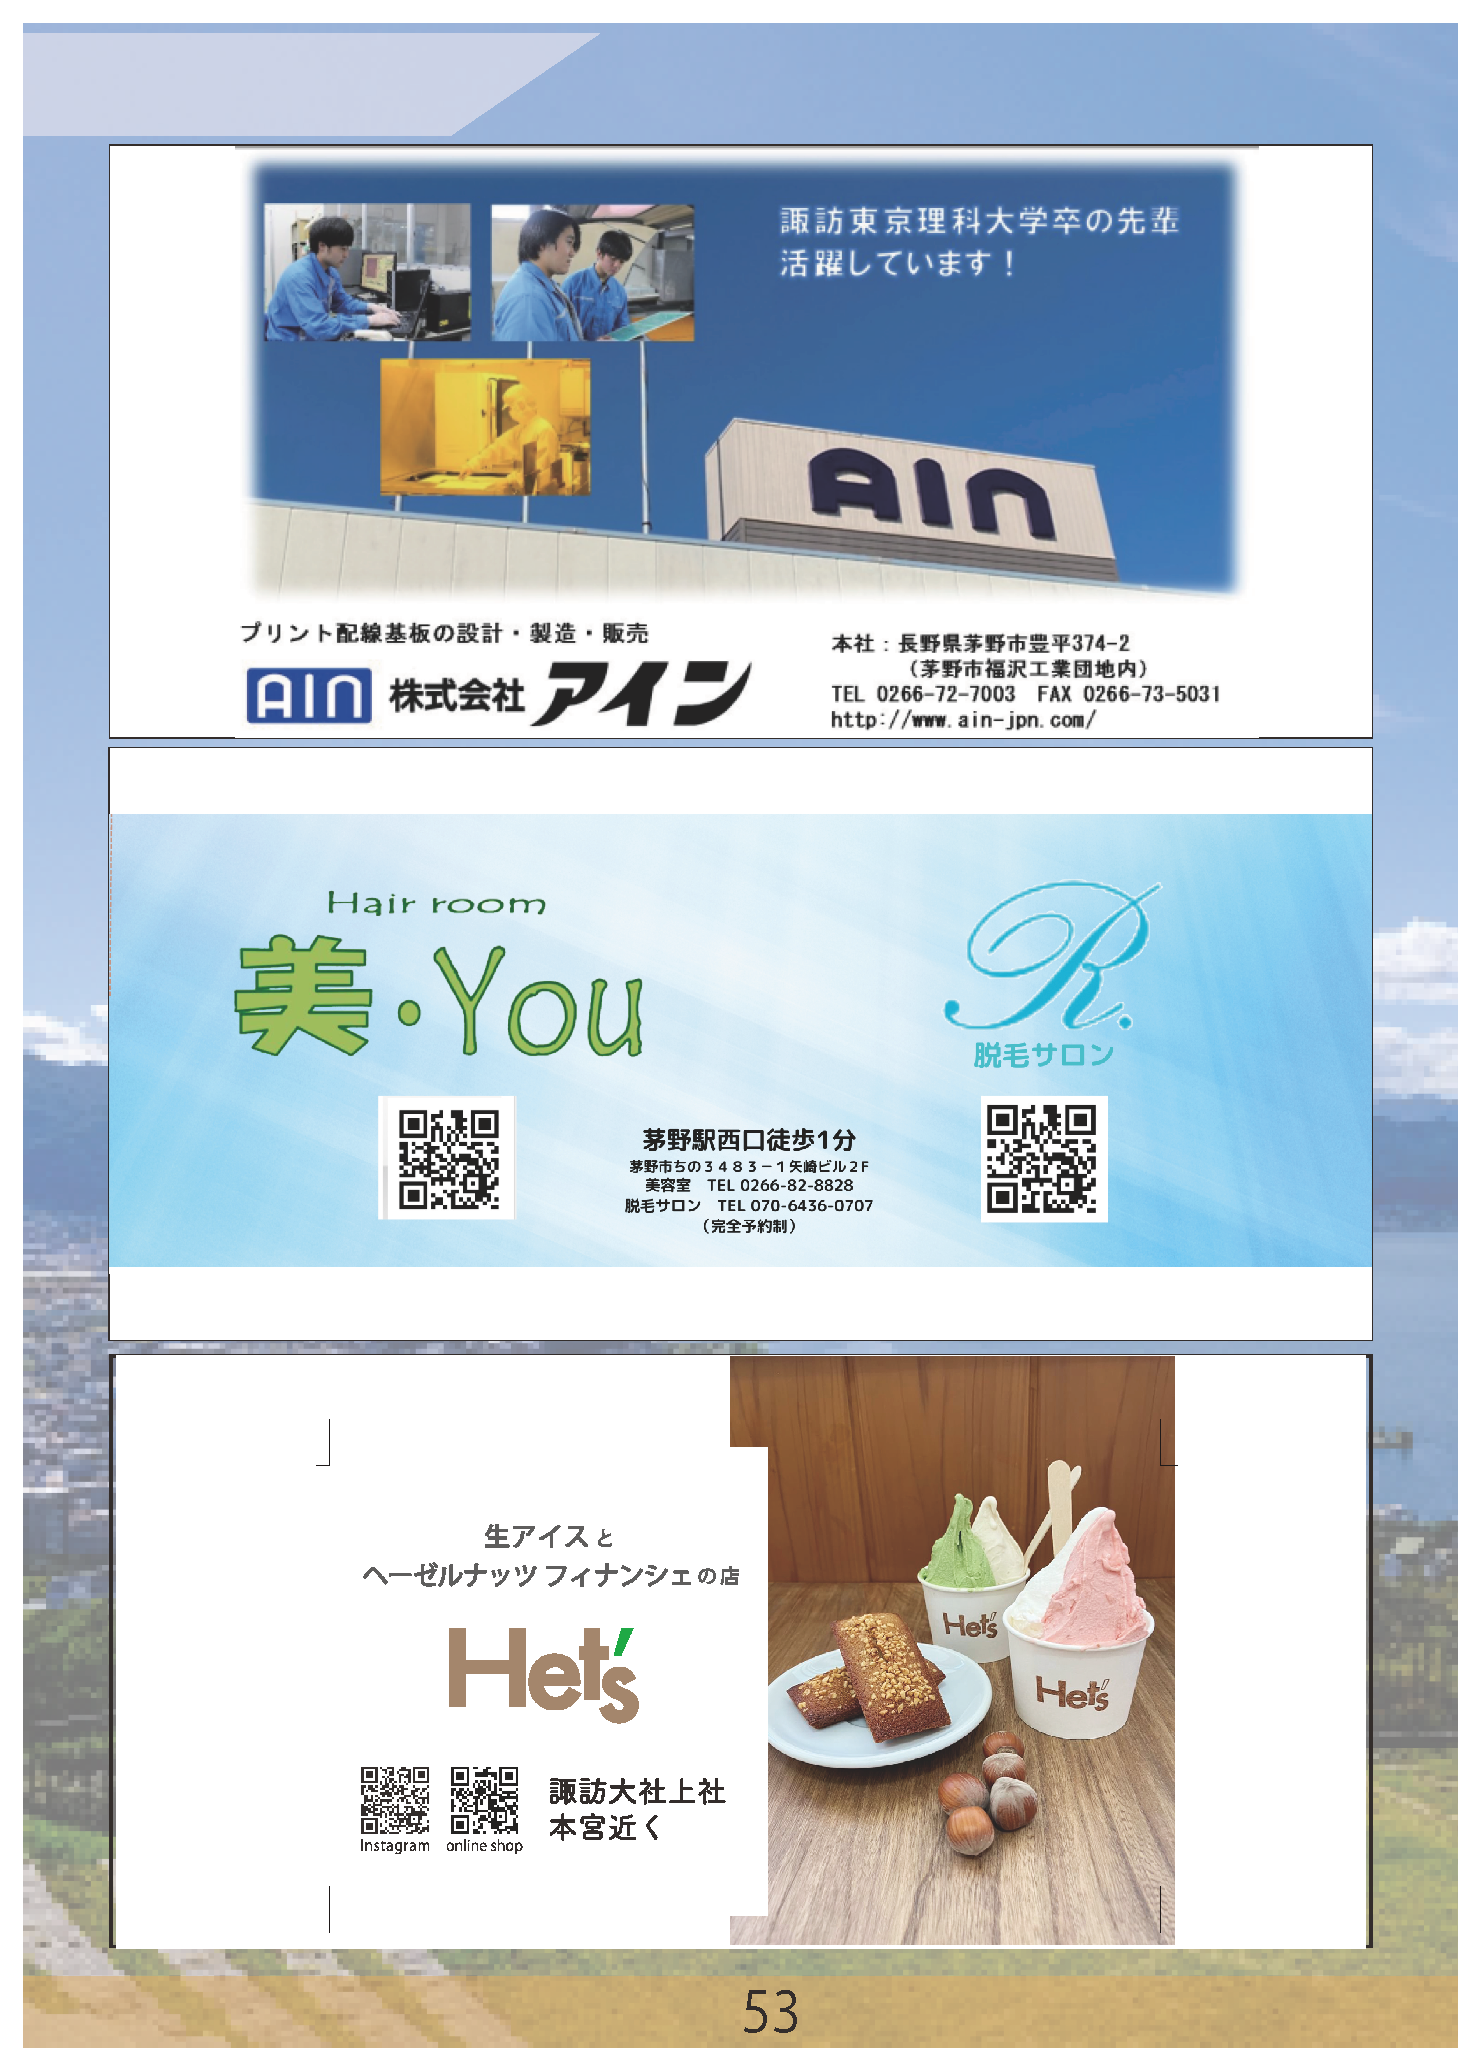 諏訪東京理科大学卒の先輩
活躍しています！
AIN
プリント配線基板の設計・製造・販売
AIN 株式会社 アイン
本社：長野県茅野市豊平374-2
（茅野市福沢工業団地内）
TEL 0266-72-7003 FAX 0266-73-5031
http://www.ain-jpn.com/
Hair room
美・You
R.
脱毛サロン
茅野駅西口徒歩1分
茅野市ちの３４８３－１矢崎ビル２F
美容室 TEL 0266-82-8828
脱毛サロン TEL 070-6436-0707
（完全予約制）
生アイスと
ヘーゼルナッツ フィナンシェの店
Het's
諏訪大社上社
本宮近く
Instagram online shop
Het's
Het's
53